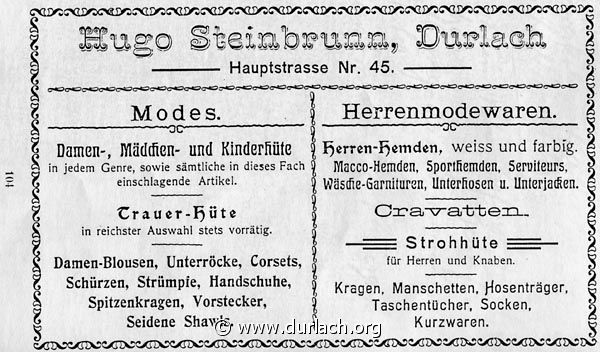 Hugo Steinbrunn, Durlach
Hauptstrasse Nr. 45.
Modes.
Damen-, Mädchen- und Kinderhüte
in jedem Genre, sowie sämtliche in dieses Fach
einschlagende Artikel.
Trauer-Hüte
in reichster Auswahl stets vorrätig.
Damen-Blousen, Unterröcke, Corsets,
Schürzen, Strümpfe, Handschuhe,
Spitzenkragen, Vorstecker,
Seidene Shawls.
Herrenmodewaren.
Herren-Hemden, weiss und farbig.
Macco-Hemden, Sporthemden, Serviteurs,
Wäsche-Garnituren, Unterhosen u. Unterjacken.
Cravatten.
Strohhüte
für Herren und Knaben.
Kragen, Manschetten, Hosenträger,
Taschentücher, Socken,
Kurzwaren.
104
© www.durlach.org